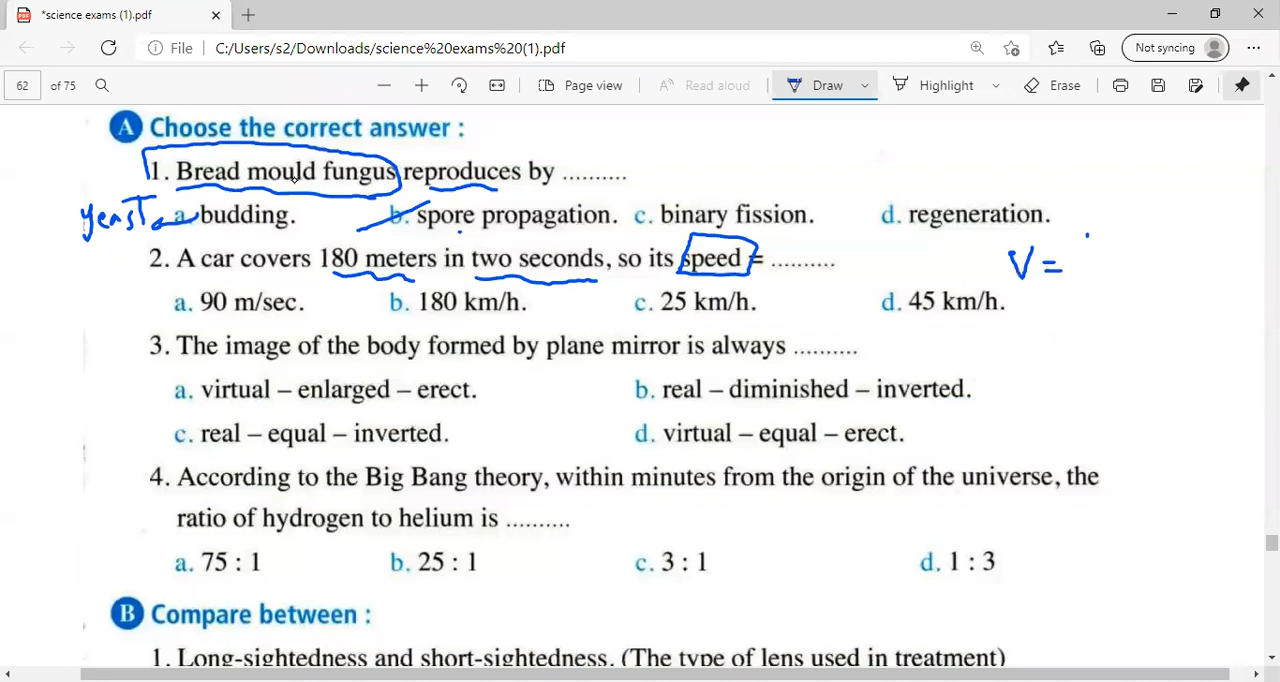 *science exams (1).pdf
File C:/Users/s2/Downloads/science%20exams%20(1).pdf Not syncing
62 of 75 Page view Read aloud Draw Highlight Erase
A Choose the correct answer :
1. Bread mould fungus reproduces by ..........
yeasT a. budding. b. spore propagation. c. binary fission. d. regeneration.
2. A car covers 180 meters in two seconds, so its speed = .......... V =
a. 90 m/sec. b. 180 km/h. c. 25 km/h. d. 45 km/h.
3. The image of the body formed by plane mirror is always ..........
a. virtual – enlarged – erect. b. real – diminished – inverted.
c. real – equal – inverted. d. virtual – equal – erect.
4. According to the Big Bang theory, within minutes from the origin of the universe, the
ratio of hydrogen to helium is ..........
a. 75 : 1 b. 25 : 1 c. 3 : 1 d. 1 : 3
B Compare between :
1. Long-sightedness and short-sightedness. (The type of lens used in treatment)